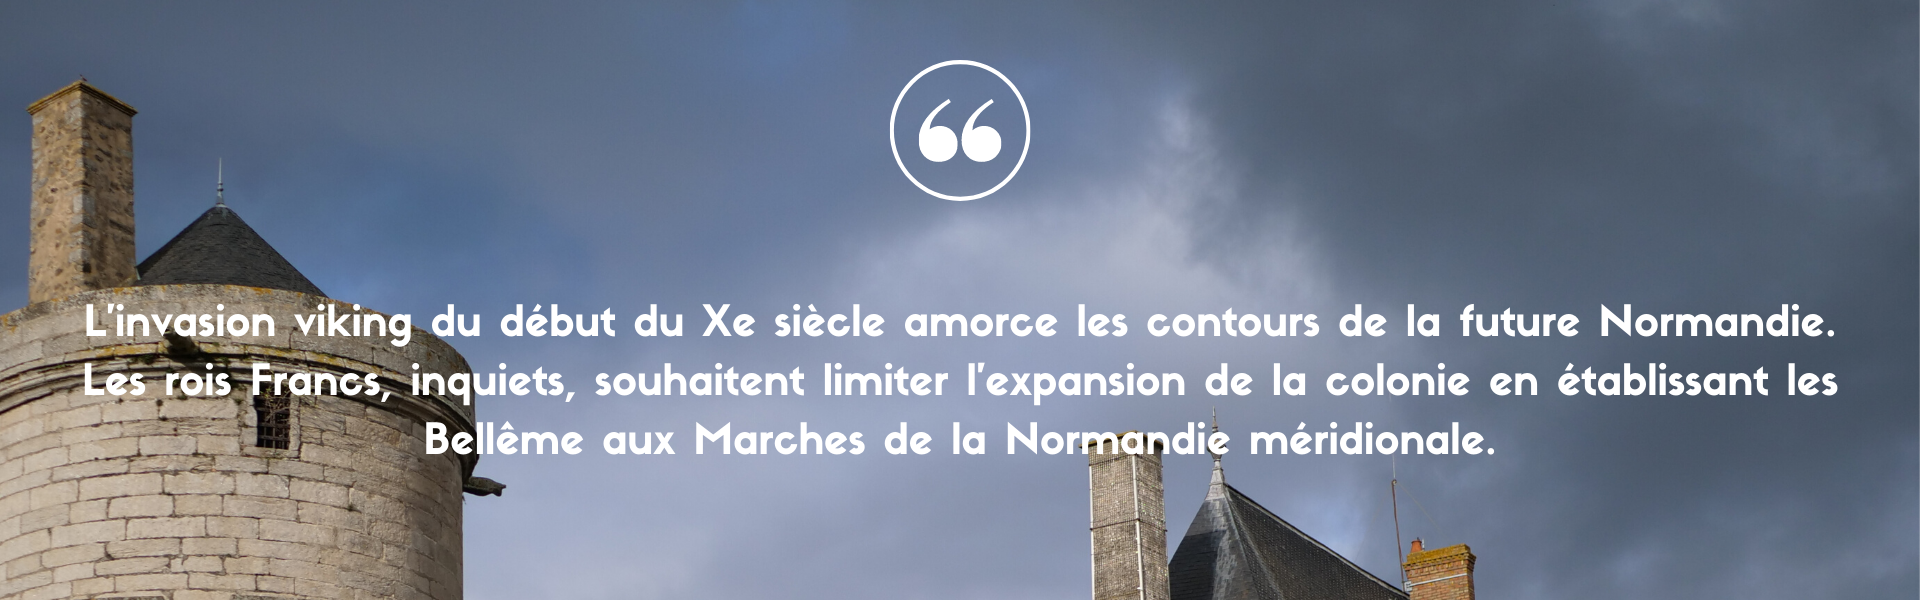 L'invasion viking du début du Xe siècle amorce les contours de la future Normandie.
Les rois Francs, inquiets, souhaitent limiter l'expansion de la colonie en établissant les
Bellême aux Marches de la Normandie méridionale.